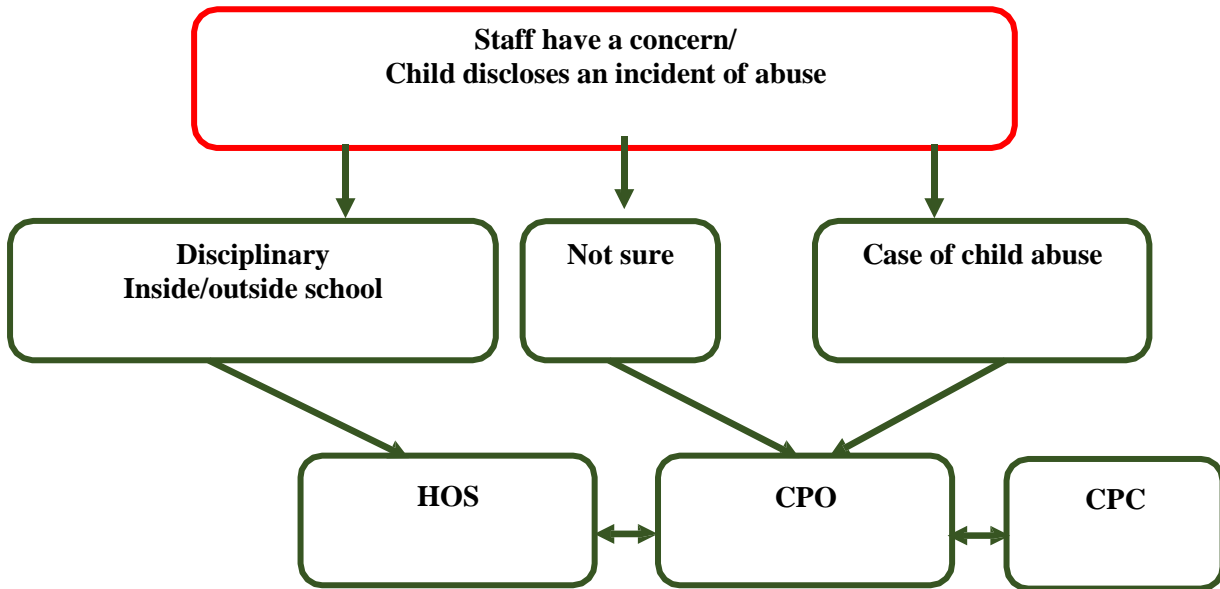 Staff have a concern/
Child discloses an incident of abuse
Disciplinary
Inside/outside school
Not sure
Case of child abuse
HOS
CPO
CPC